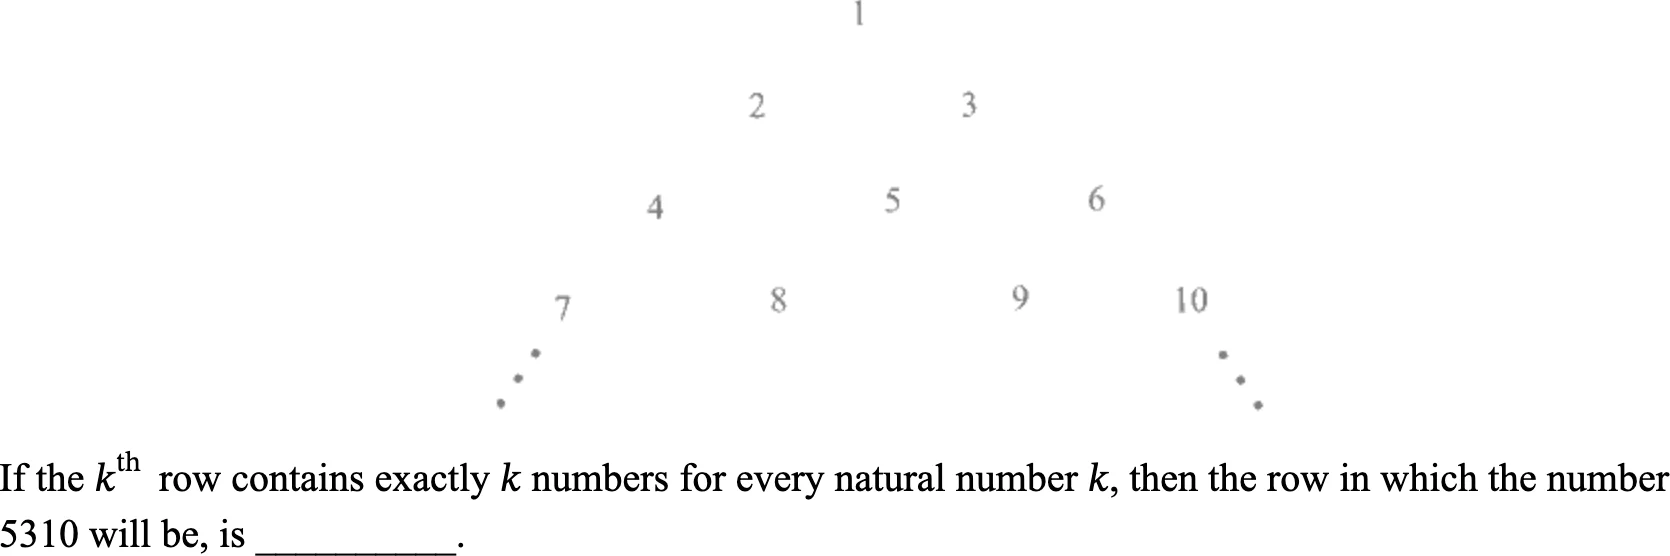 1
2 3
4 5 6
7 8 9 10
If the kᵗʰ row contains exactly k numbers for every natural number k, then the row in which the number
5310 will be, is __________.